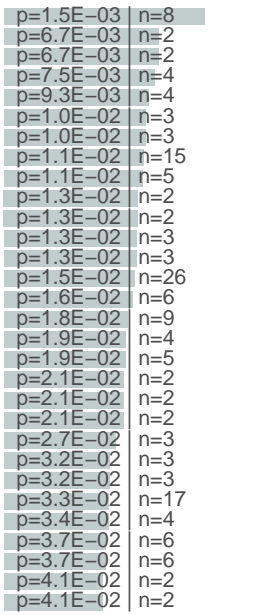 p=1.5E−03 | n=8
p=6.7E−03 | n=2
p=6.7E−03 | n=2
p=7.5E−03 | n=4
p=9.3E−03 | n=4
p=1.0E−02 | n=3
p=1.0E−02 | n=3
p=1.1E−02 | n=15
p=1.1E−02 | n=5
p=1.3E−02 | n=2
p=1.3E−02 | n=2
p=1.3E−02 | n=3
p=1.3E−02 | n=3
p=1.5E−02 | n=26
p=1.6E−02 | n=6
p=1.8E−02 | n=9
p=1.9E−02 | n=4
p=1.9E−02 | n=5
p=2.1E−02 | n=2
p=2.1E−02 | n=2
p=2.1E−02 | n=2
p=2.7E−02 | n=3
p=3.2E−02 | n=3
p=3.2E−02 | n=3
p=3.3E−02 | n=17
p=3.4E−02 | n=4
p=3.7E−02 | n=6
p=3.7E−02 | n=6
p=4.1E−02 | n=2
p=4.1E−02 | n=2